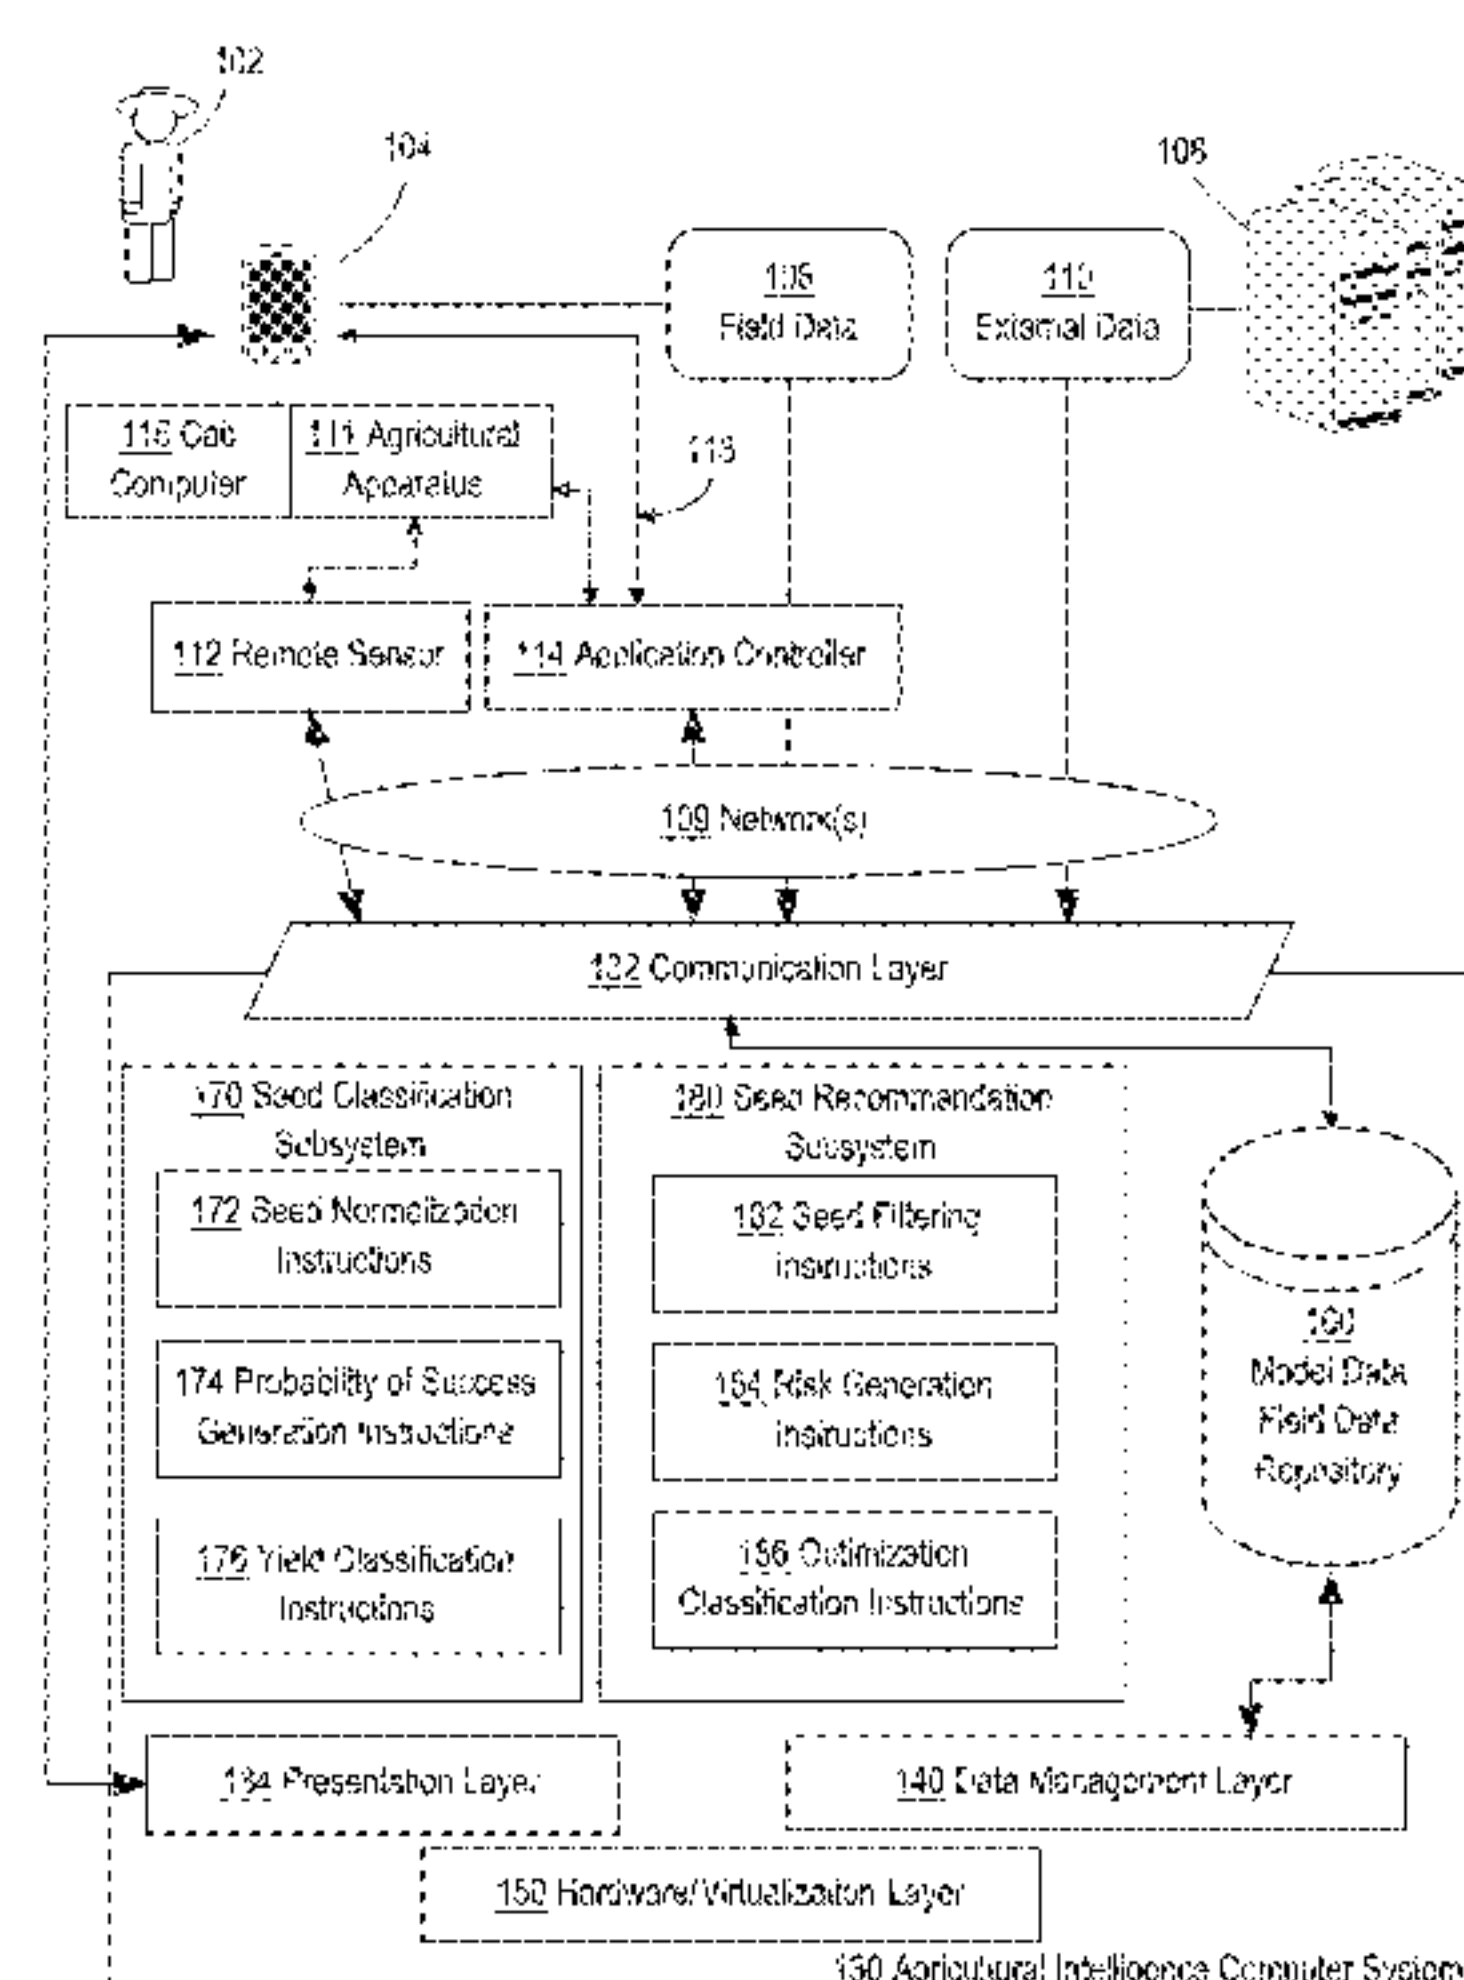 102
104
108
106
Field Data
110
External Data
115 Cab
Computer
111 Agricultural
Apparatus
118
112 Remote Sensor
114 Application Controller
109 Network(s)
132 Communication Layer
170 Seed Classification
Subsystem
172 Seed Normalization
Instructions
174 Probability of Success
Generation Instructions
176 Yield Classification
Instructions
180 Seed Recommendation
Subsystem
182 Seed Filtering
Instructions
184 Risk Generation
Instructions
186 Optimization
Classification Instructions
160
Model Data
Field Data
Repository
134 Presentation Layer
140 Data Management Layer
150 Hardware/Virtualization Layer
130 Agricultural Intelligence Computer System